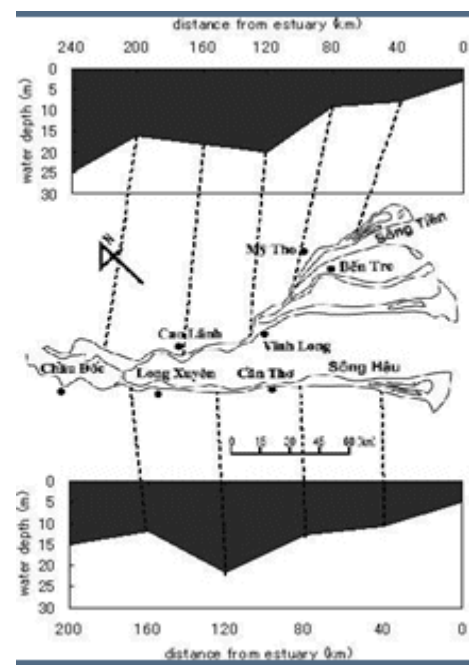 distance from estuary (km)
240 200 160 120 80 40 0
water depth (m)
0
5
10
15
20
25
30
N
Sông Tiền
Mỹ Tho
Bến Tre
Cao Lãnh
Vĩnh Long
Châu Đốc
Long Xuyên
Cần Thơ
Sông Hậu
0 15 30 45 60 (km)
water depth (m)
0
5
10
15
20
25
30
200 160 120 80 40 0
distance from estuary (km)